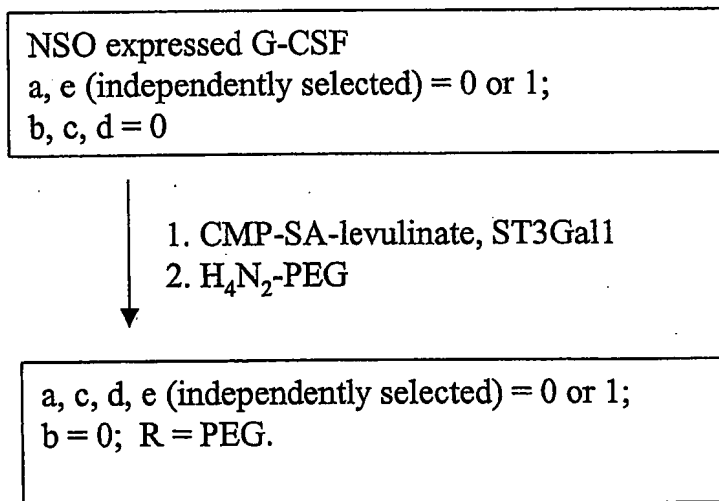 NSO expressed G-CSF
a, e (independently selected) = 0 or 1;
b, c, d = 0
1. CMP-SA-levulinate, ST3Gal1
2. H₄N₂-PEG
a, c, d, e (independently selected) = 0 or 1;
b = 0; R = PEG.